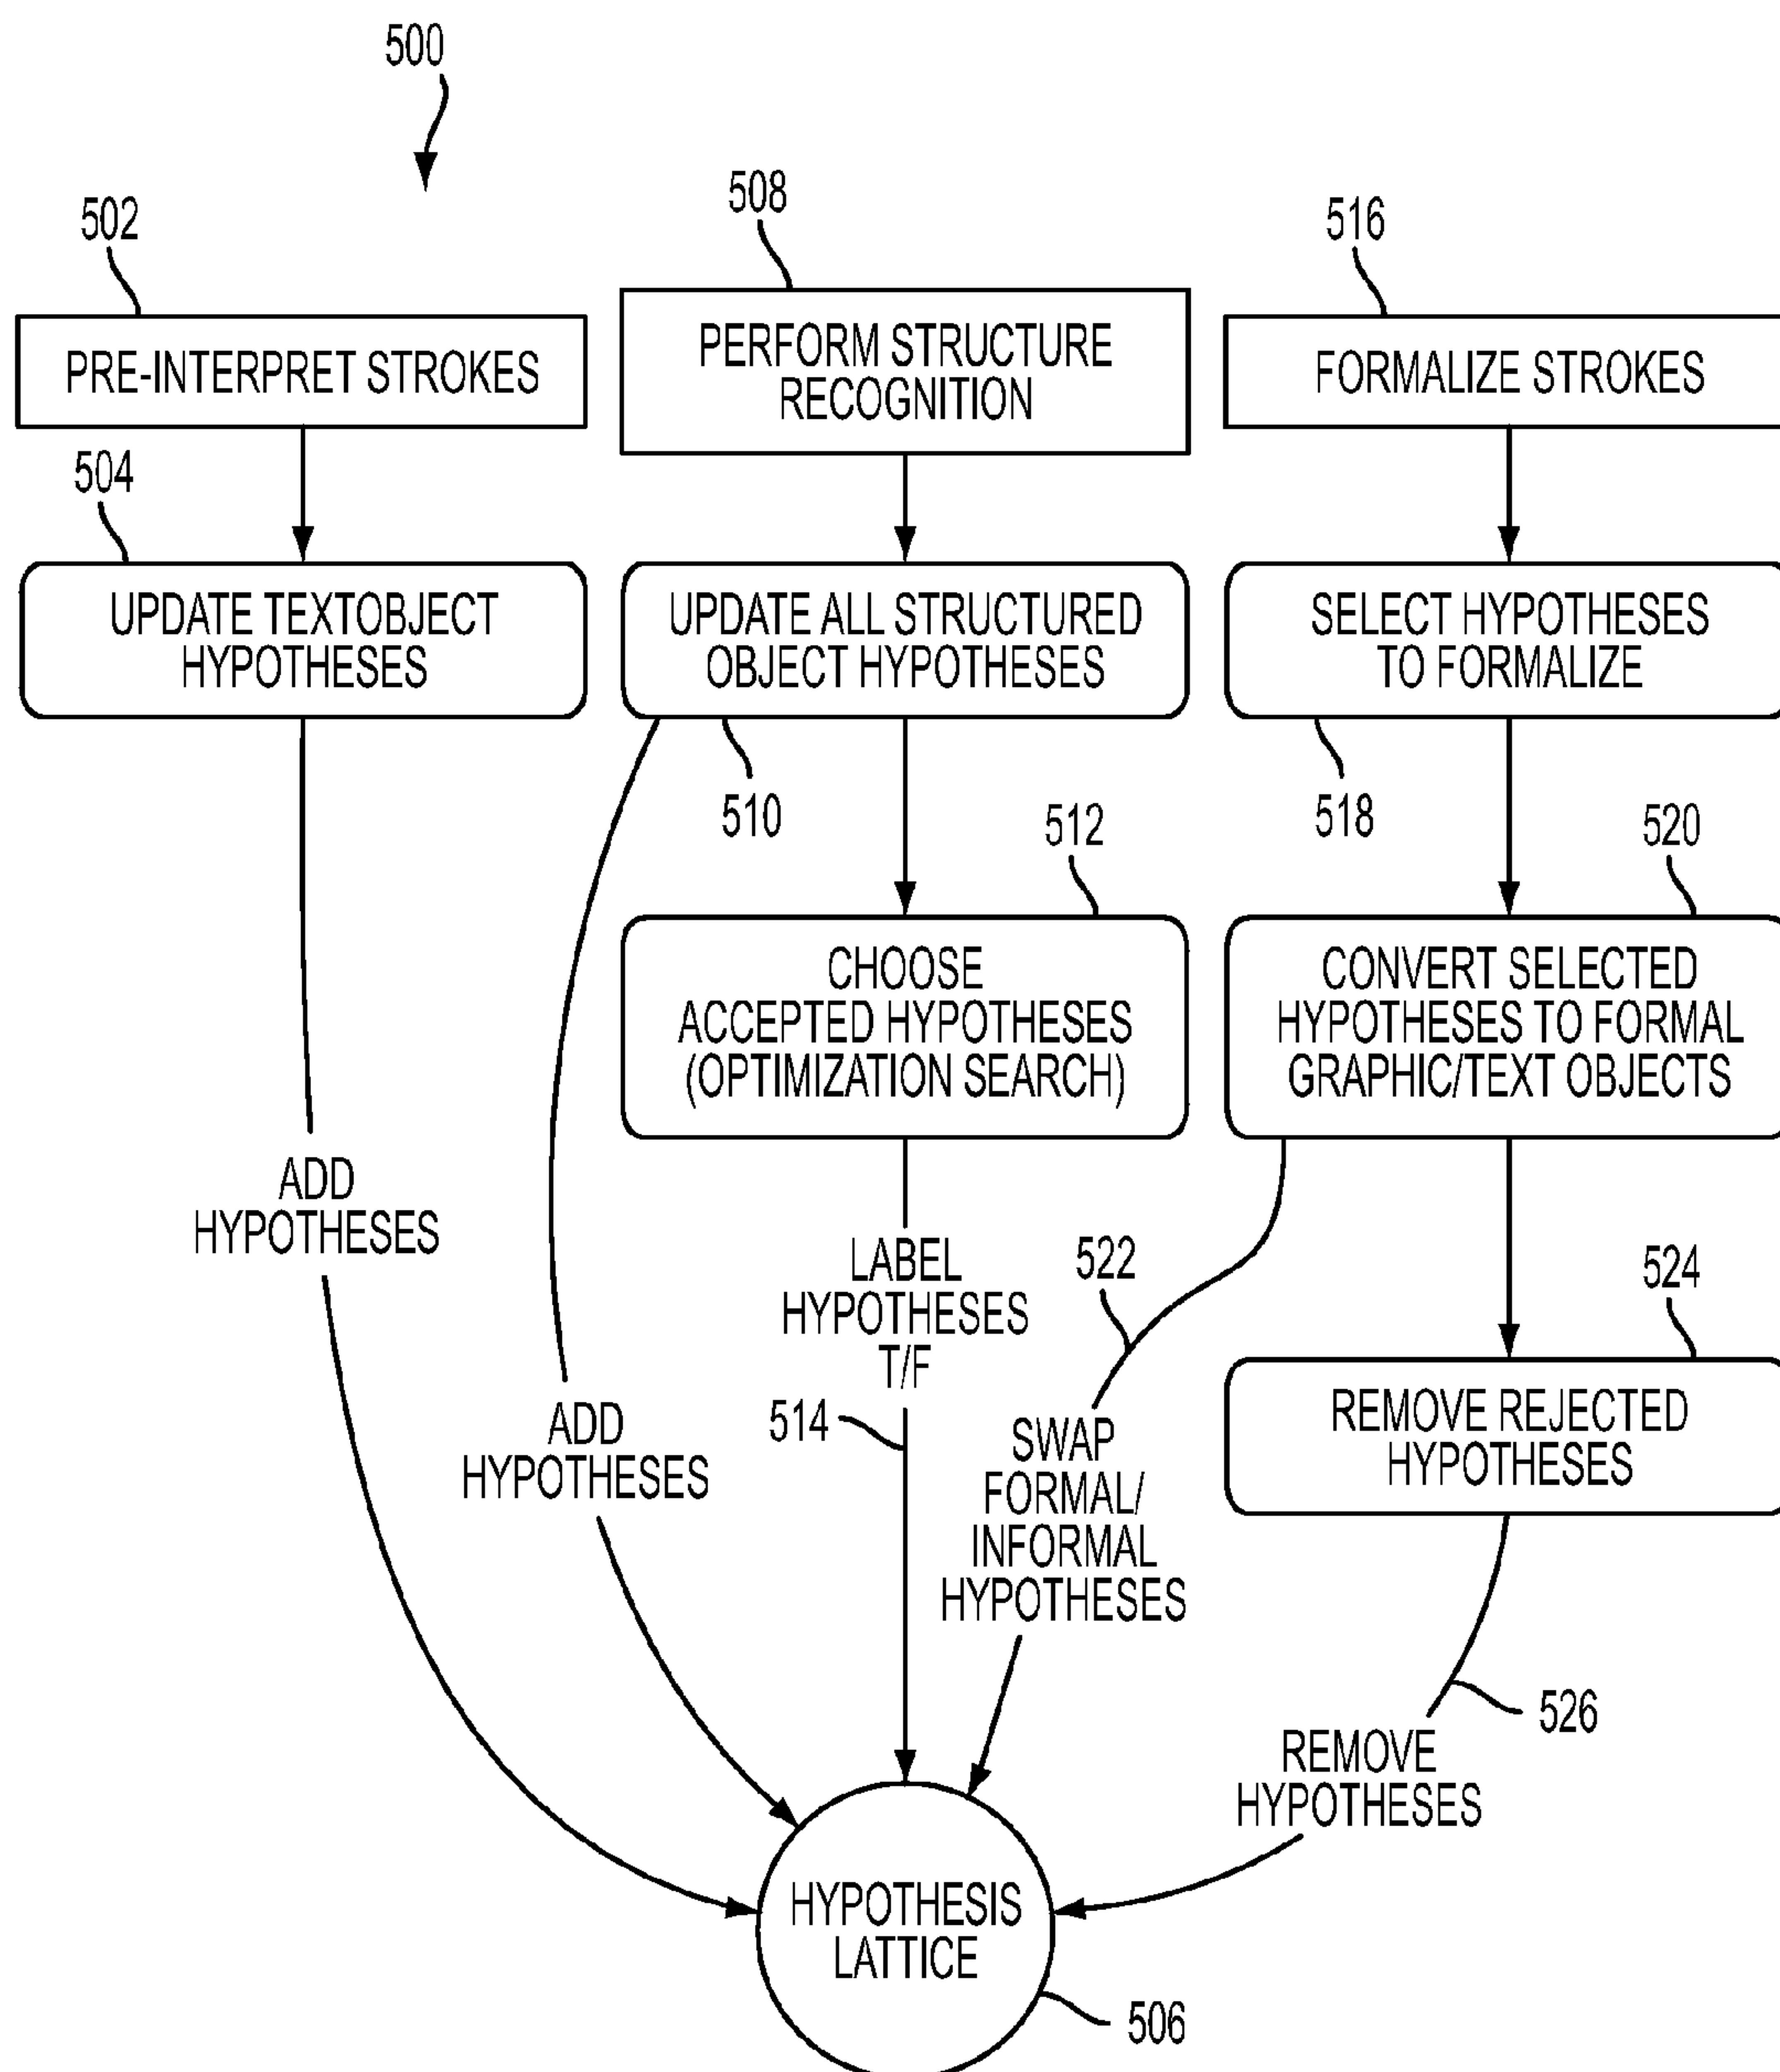 500
502
508
516
PRE-INTERPRET STROKES
PERFORM STRUCTURE
RECOGNITION
FORMALIZE STROKES
504
UPDATE TEXTOBJECT
HYPOTHESES
UPDATE ALL STRUCTURED
OBJECT HYPOTHESES
SELECT HYPOTHESES
TO FORMALIZE
510
512
518
520
CHOOSE
ACCEPTED HYPOTHESES
(OPTIMIZATION SEARCH)
CONVERT SELECTED
HYPOTHESES TO FORMAL
GRAPHIC/TEXT OBJECTS
ADD
HYPOTHESES
LABEL
HYPOTHESES
T/F
522
524
514
ADD
HYPOTHESES
SWAP
FORMAL/
INFORMAL
HYPOTHESES
REMOVE REJECTED
HYPOTHESES
526
REMOVE
HYPOTHESES
HYPOTHESIS
LATTICE
506